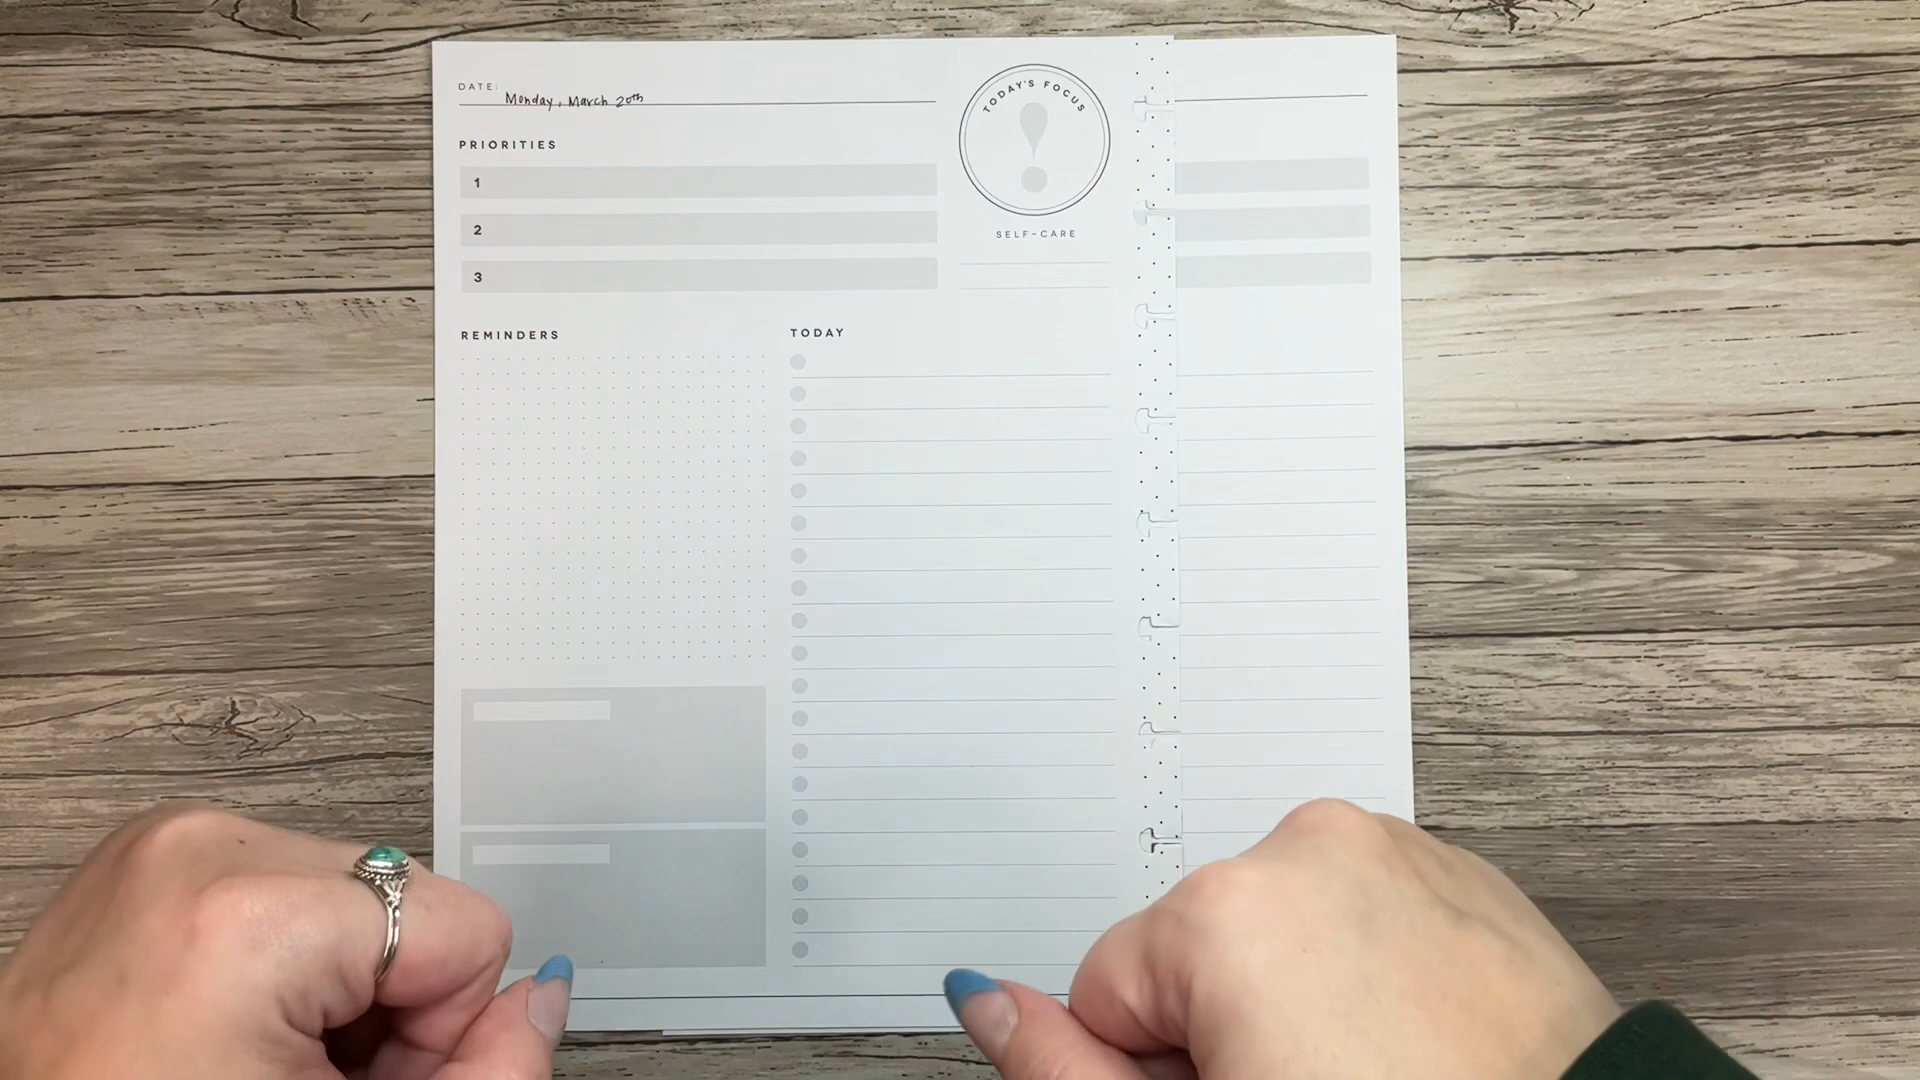 DATE: Monday, March 20th
TODAY'S FOCUS
PRIORITIES
1
2
3
SELF-CARE
REMINDERS
TODAY